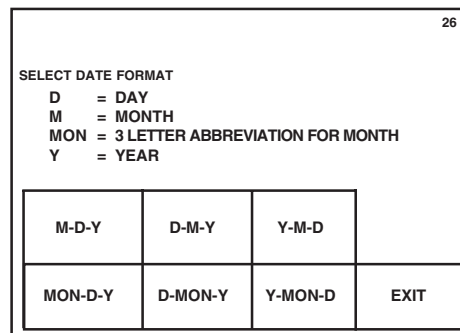 26
SELECT DATE FORMAT
D = DAY
M = MONTH
MON = 3 LETTER ABBREVIATION FOR MONTH
Y = YEAR
M-D-Y D-M-Y Y-M-D
MON-D-Y D-MON-Y Y-MON-D EXIT